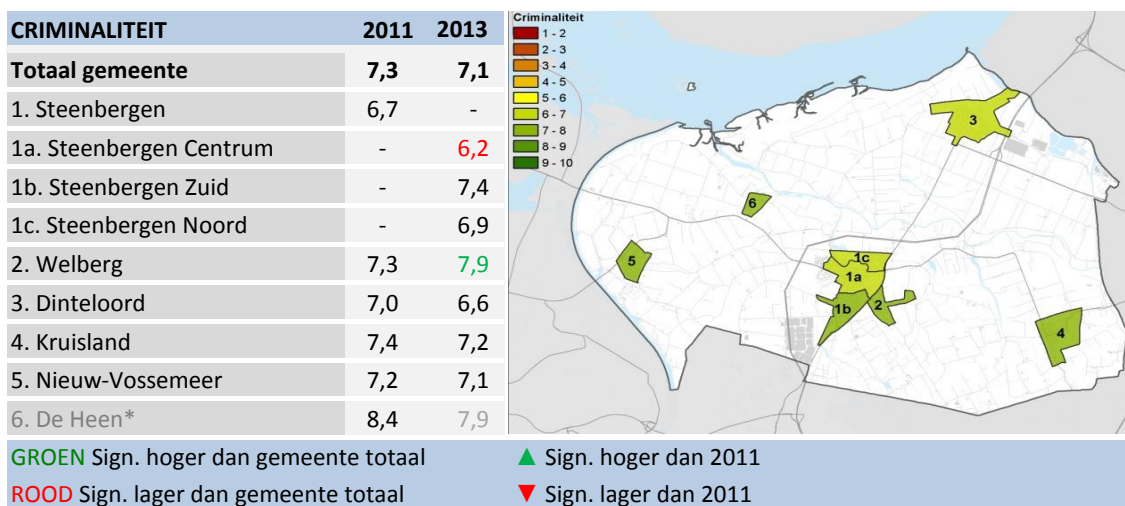 CRIMINALITEIT 2011 2013
Totaal gemeente 7,3 7,1
1. Steenbergen 6,7 -
1a. Steenbergen Centrum - 6,2
1b. Steenbergen Zuid - 7,4
1c. Steenbergen Noord - 6,9
2. Welberg 7,3 7,9
3. Dinteloord 7,0 6,6
4. Kruisland 7,4 7,2
5. Nieuw-Vossemeer 7,2 7,1
6. De Heen* 8,4 7,9
Criminaliteit
1 - 2
2 - 3
3 - 4
4 - 5
5 - 6
6 - 7
7 - 8
8 - 9
9 - 10
3
6
5
1c
1a
1b
2
4
GROEN Sign. hoger dan gemeente totaal ▲ Sign. hoger dan 2011
ROOD Sign. lager dan gemeente totaal ▼ Sign. lager dan 2011